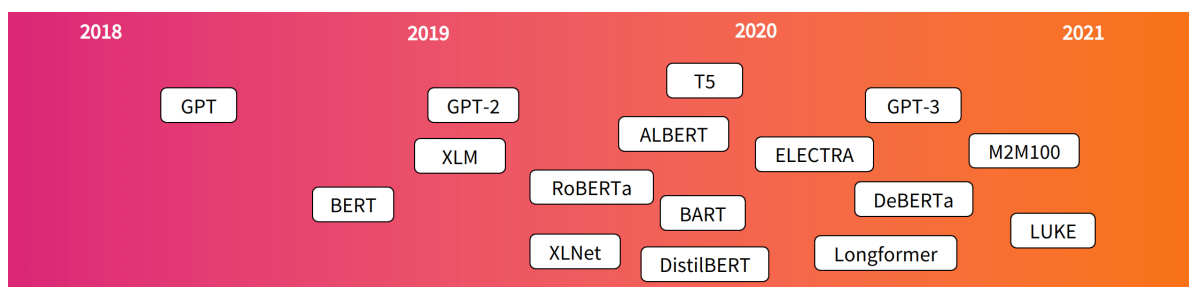 2018
2019
2020
2021
T5
GPT
GPT-2
GPT-3
ALBERT
M2M100
XLM
ELECTRA
RoBERTa
DeBERTa
BERT
BART
LUKE
XLNet
Longformer
DistilBERT